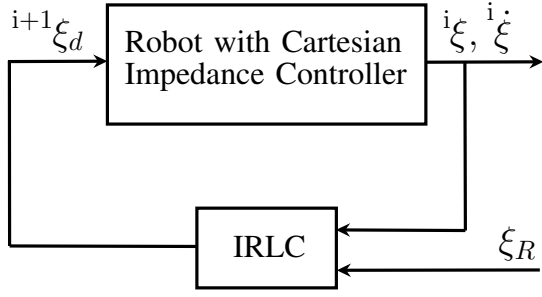 i+1ξd
Robot with Cartesian
Impedance Controller
iξ, iξ̇
IRLC
ξR